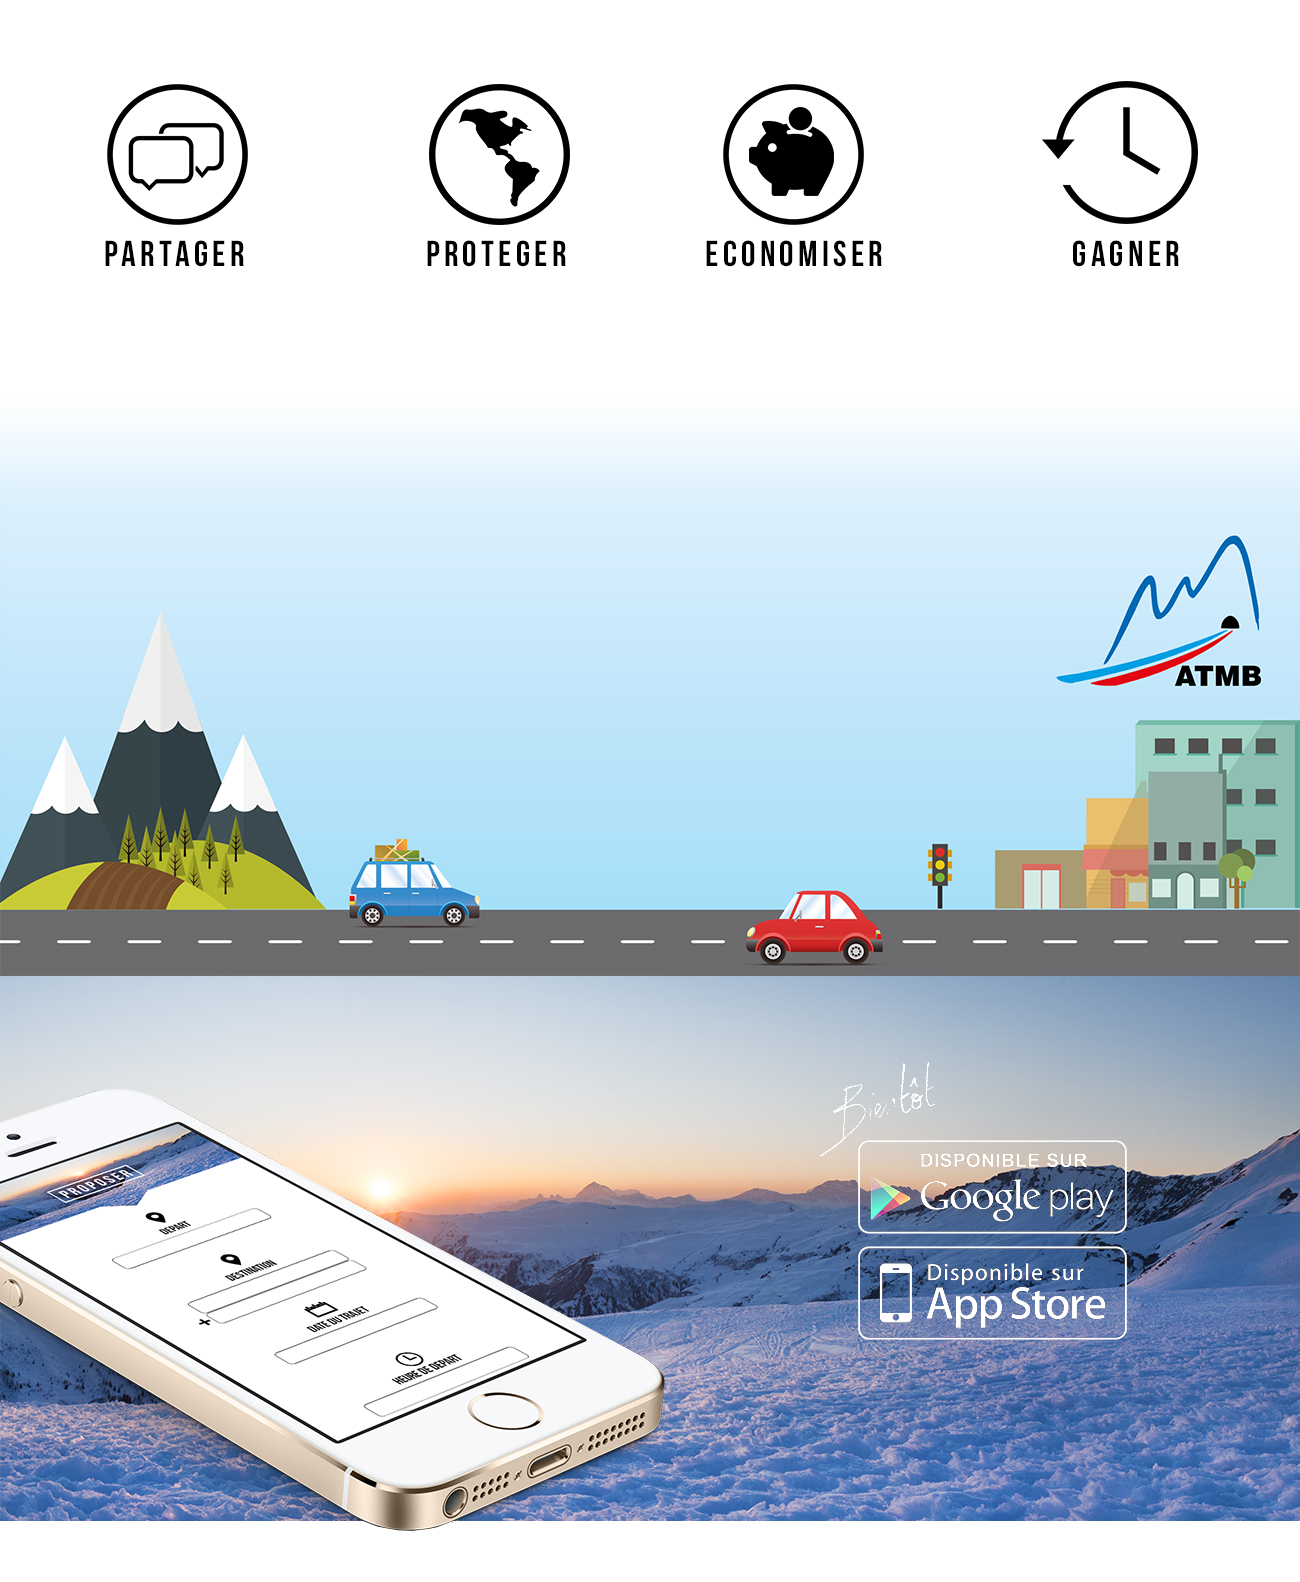 PARTAGER
PROTEGER
ECONOMISER
GAGNER
ATMB
Bientôt
DISPONIBLE SUR
Google play
Disponible sur
App Store
PROPOSER
DEPART
DESTINATION
+
DATE DU TRAJET
HEURE DE DEPART